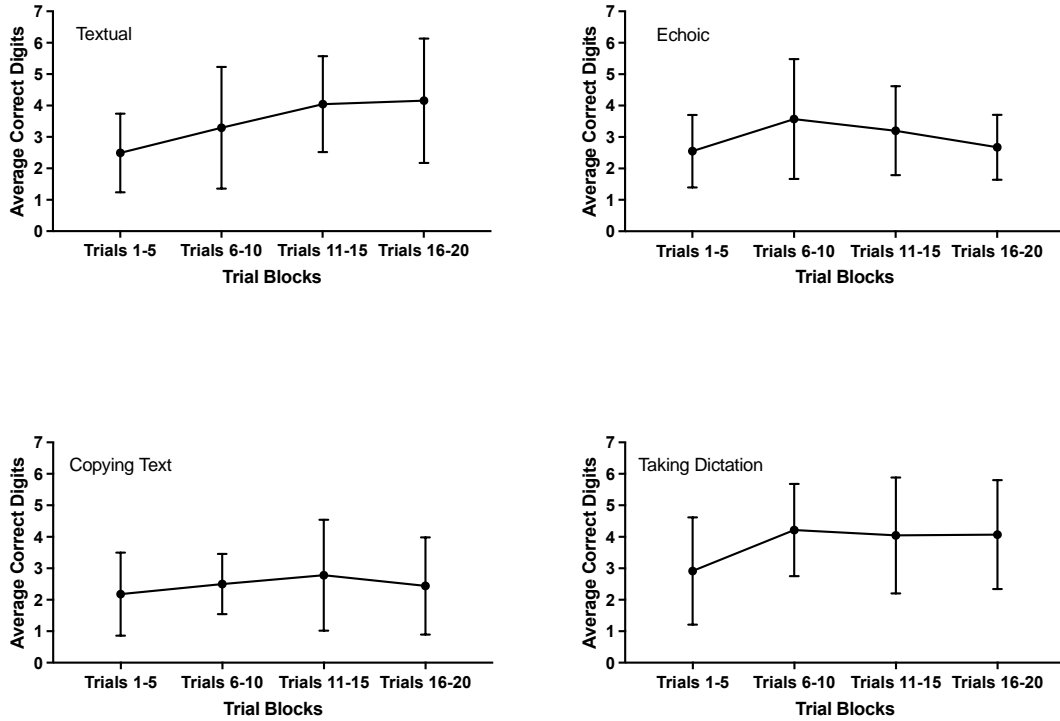 Textual
Average Correct Digits
7
6
5
4
3
2
1
0
Trials 1-5 Trials 6-10 Trials 11-15 Trials 16-20
Trial Blocks
Echoic
Average Correct Digits
7
6
5
4
3
2
1
0
Trials 1-5 Trials 6-10 Trials 11-15 Trials 16-20
Trial Blocks
Copying Text
Average Correct Digits
7
6
5
4
3
2
1
0
Trials 1-5 Trials 6-10 Trials 11-15 Trials 16-20
Trial Blocks
Taking Dictation
Average Correct Digits
7
6
5
4
3
2
1
0
Trials 1-5 Trials 6-10 Trials 11-15 Trials 16-20
Trial Blocks